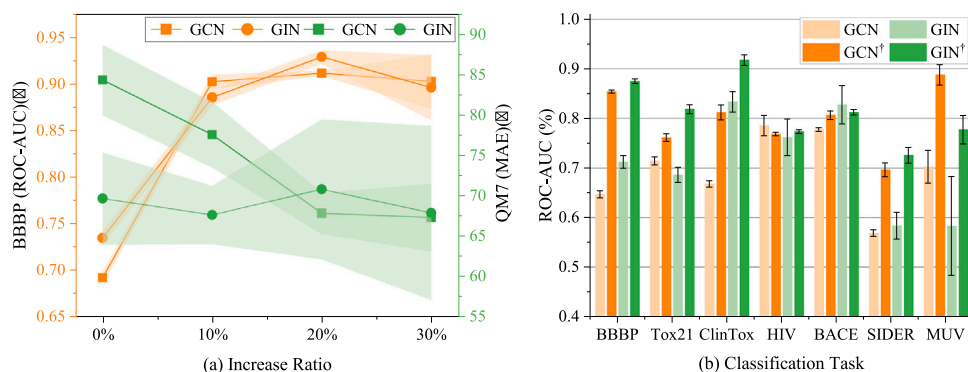 GCN GIN GCN GIN
BBBP (ROC-AUC)
0.95
0.90
0.85
0.80
0.75
0.70
0.65
90
85
80
75
70
65
60
55
QM7 (MAE)
0% 10% 20% 30%
(a) Increase Ratio
ROC-AUC (%)
1.0
0.9
0.8
0.7
0.6
0.5
0.4
GCN GIN
GCN† GIN†
BBBP Tox21 ClinTox HIV BACE SIDER MUV
(b) Classification Task